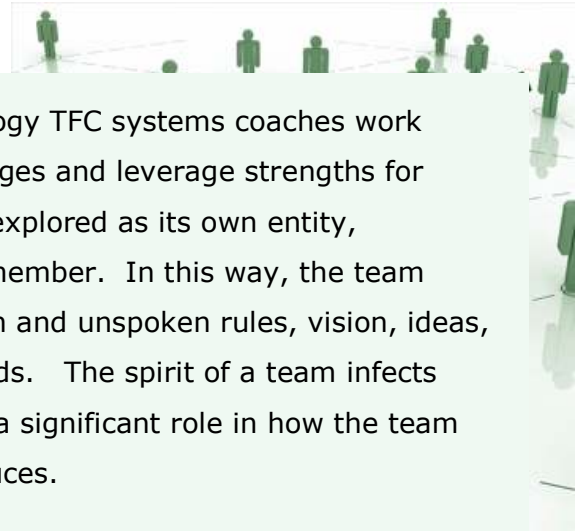 ogy TFC systems coaches work
ges and leverage strengths for
explored as its own entity,
member.  In this way, the team
n and unspoken rules, vision, ideas,
ds.   The spirit of a team infects
a significant role in how the team
uces.